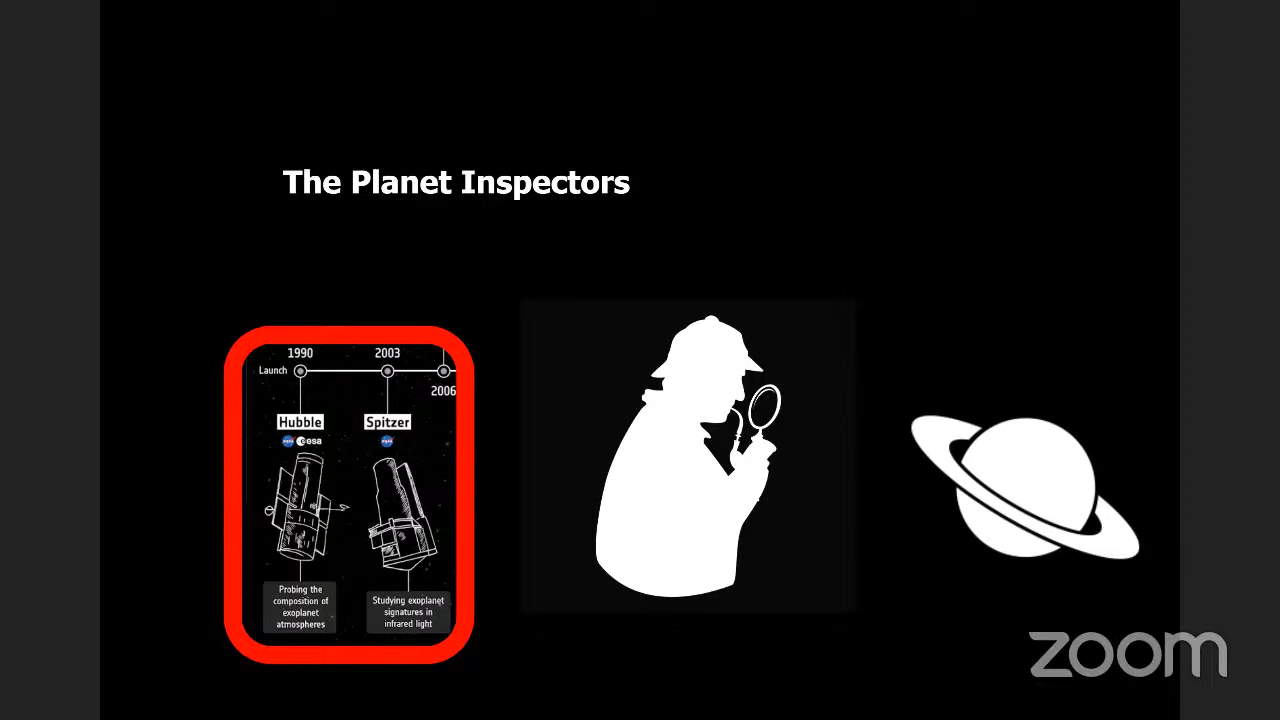 The Planet Inspectors
1990
2003
Launch
2006
Hubble
Spitzer
esa
Probing the
composition of
exoplanet
atmospheres
Studying exoplanet
signatures in
infrared light
zoom